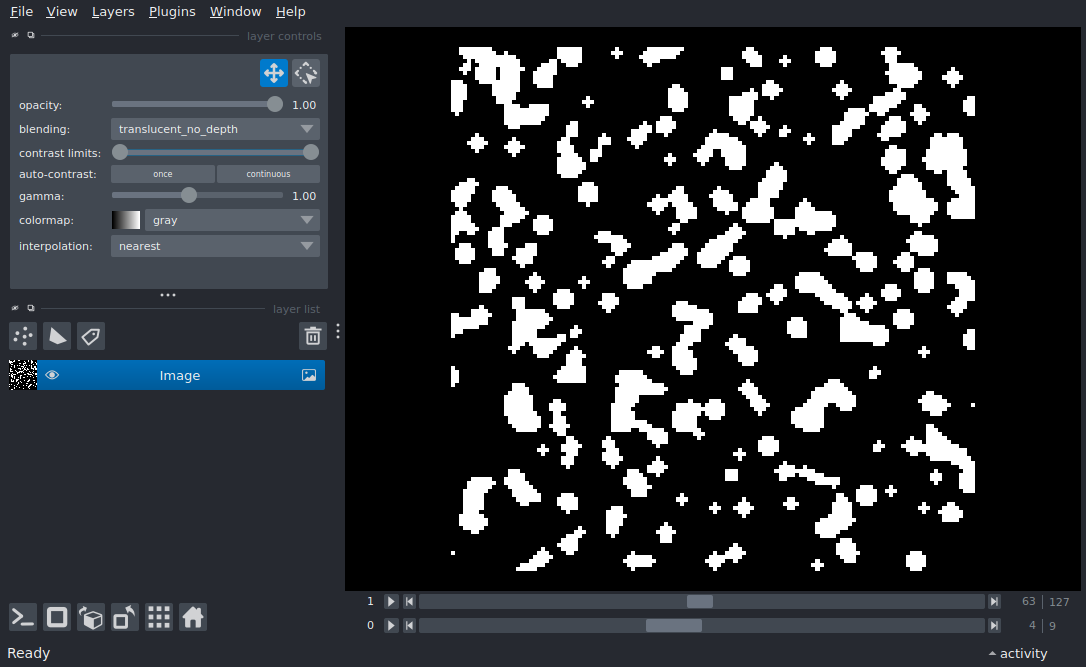 File View Layers Plugins Window Help
layer controls
opacity: 1.00
blending: translucent_no_depth
contrast limits:
auto-contrast: once continuous
gamma: 1.00
colormap: gray
interpolation: nearest
layer list
Image
1 63 127
0 4 9
Ready activity